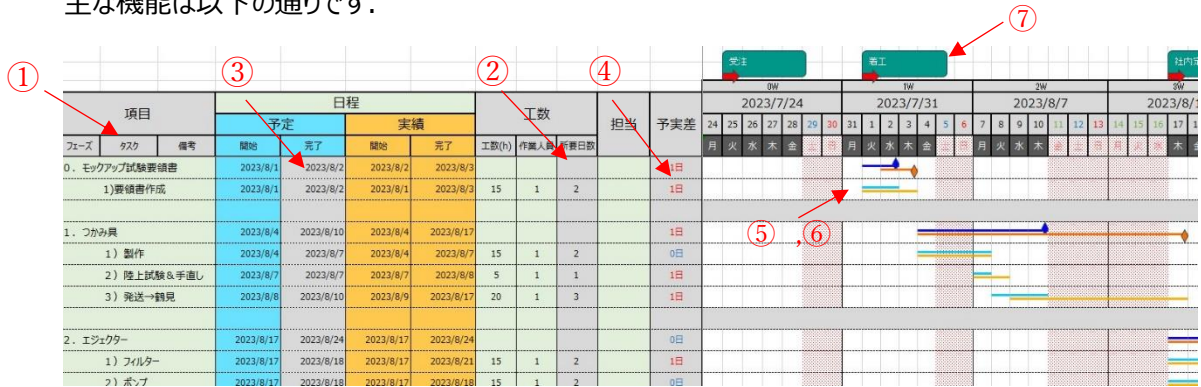 主な機能は以下の通りです.
⑦
① ③ ② ④
受注 着工 社内定
0W 1W 2W 3W
項目 日程 工数 担当 予実差 2023/7/24 2023/7/31 2023/8/7 2023/8/1
予定 実績 24 25 26 27 28 29 30 31 1 2 3 4 5 6 7 8 9 10 11 12 13 14 15 16 17 1
フェーズ タスク 備考 開始 完了 開始 完了 工数(h) 作業人員 所要日数 月 火 水 木 金 土 日 月 火 水 木 金 土 日 月 火 水 木 金 土 日 月 火 水 木 金
0. モックアップ試験要領書 2023/8/1 2023/8/2 2023/8/2 2023/8/3 1日
1)要領書作成 2023/8/1 2023/8/2 2023/8/1 2023/8/3 15 1 2 1日
⑤ ,⑥
1. つかみ具 2023/8/4 2023/8/10 2023/8/4 2023/8/17 1日
1) 製作 2023/8/4 2023/8/7 2023/8/4 2023/8/7 15 1 2 0日
2) 陸上試験&手直し 2023/8/7 2023/8/7 2023/8/7 2023/8/8 5 1 1 1日
3) 発送→鶴見 2023/8/8 2023/8/10 2023/8/9 2023/8/17 20 1 3 1日
2. エジェクター 2023/8/17 2023/8/24 2023/8/17 2023/8/24 0日
1) フィルター 2023/8/17 2023/8/18 2023/8/17 2023/8/21 15 1 2 1日
2) ポンプ 2023/8/17 2023/8/18 2023/8/17 2023/8/18 15 1 2 0日